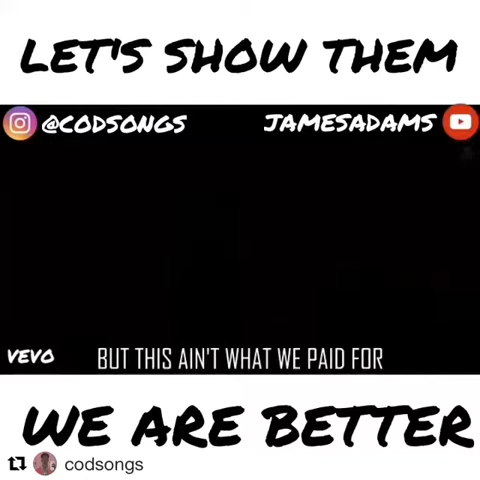 LET'S SHOW THEM
@CODSONGS JAMESADAMS
VEVO BUT THIS AIN'T WHAT WE PAID FOR
WE ARE BETTER
codsongs